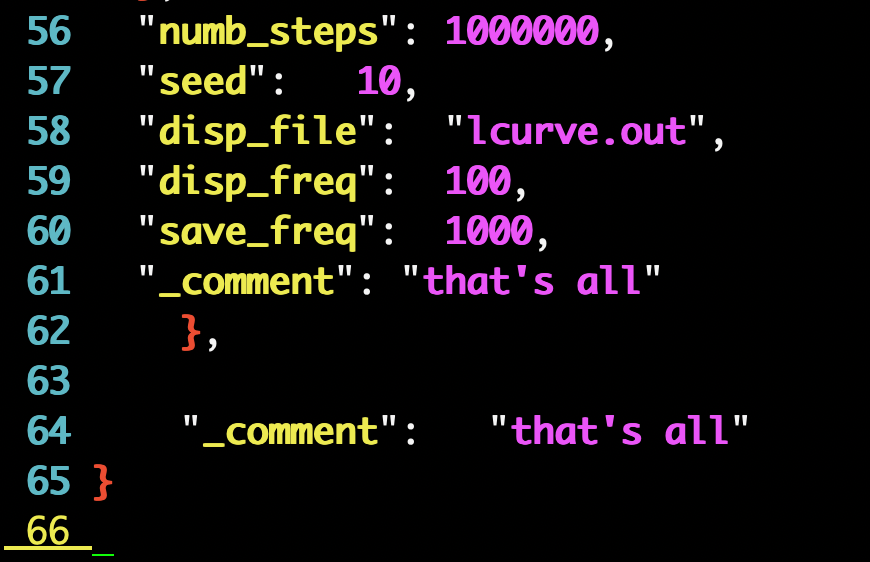 56   "numb_steps": 1000000,
57   "seed":   10,
58   "disp_file":  "lcurve.out",
59   "disp_freq":  100,
60   "save_freq":  1000,
61   "_comment": "that's all"
62     },
63
64     "_comment":   "that's all"
65 }
66